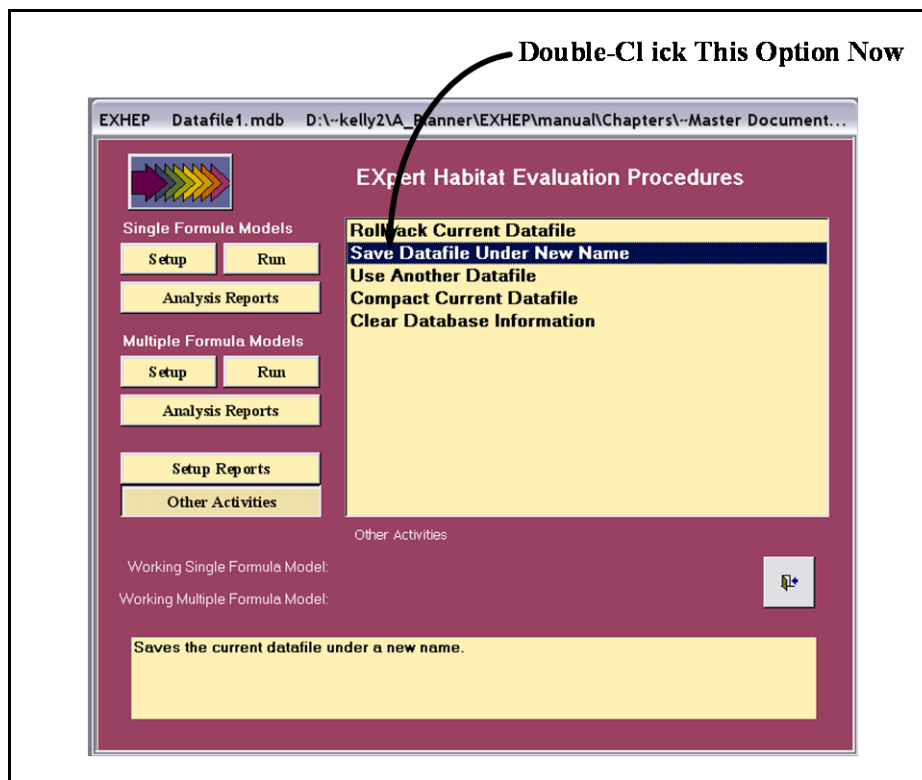 Double-Cl ick This Option Now
EXHEP Datafile1.mdb D:\~kelly2\A_Planner\EXHEP\manual\Chapters\~Master Document...
EXpert Habitat Evaluation Procedures
Single Formula Models
Setup Run
Analysis Reports
Multiple Formula Models
Setup Run
Analysis Reports
Setup Reports
Other Activities
Rollback Current Datafile
Save Datafile Under New Name
Use Another Datafile
Compact Current Datafile
Clear Database Information
Other Activities
Working Single Formula Model:
Working Multiple Formula Model:
Saves the current datafile under a new name.